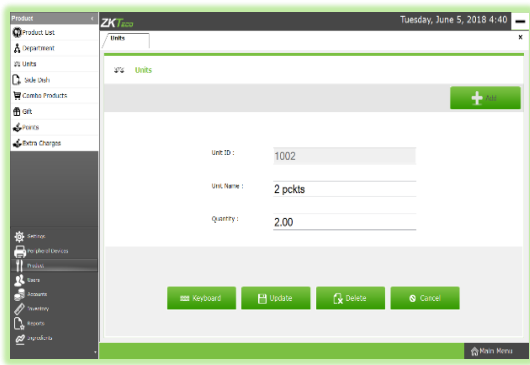 Product
ZKTeco
Tuesday, June 5, 2018 4:40
Product List
Units
x
Department
Units
Units
Side Dish
Combo Products
Add
Gift
Points
Extra Charges
Unit ID :
1002
Unit Name :
2 pckts
Quantity :
2.00
Settings
Peripheral Devices
Product
Users
Accounts
Inventory
Reports
Ingredients
Keyboard
Update
Delete
Cancel
Main Menu